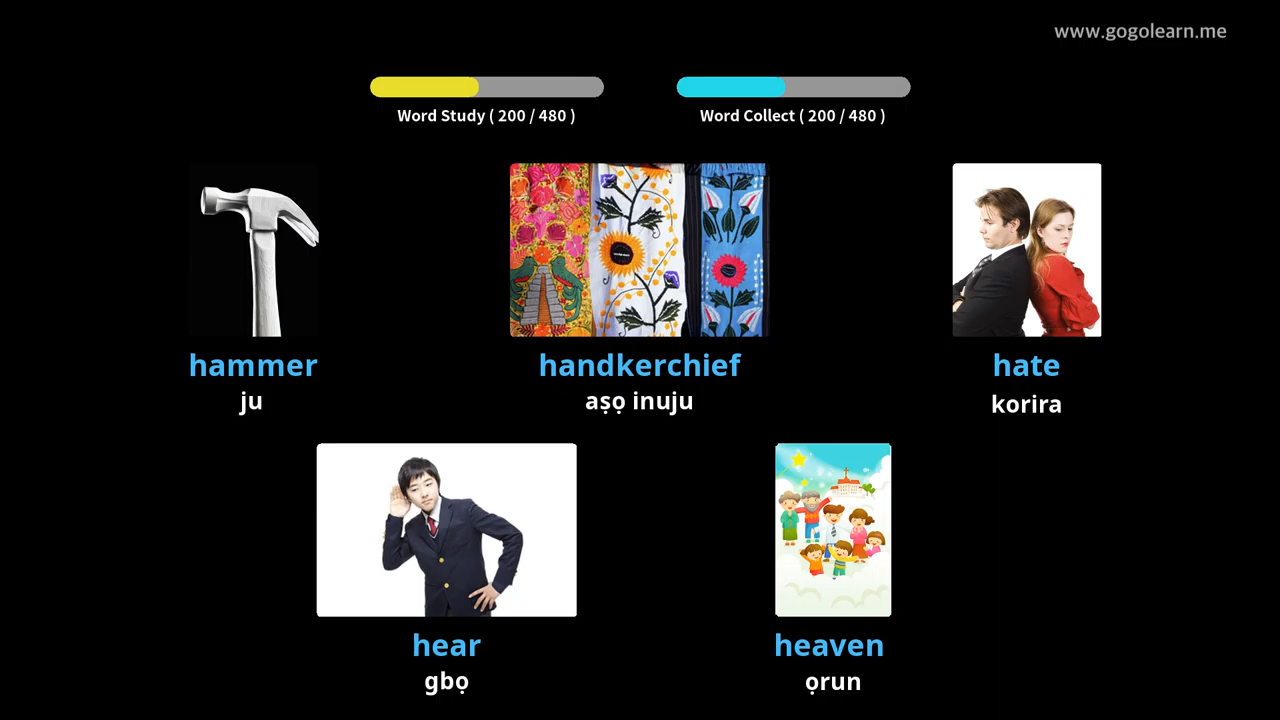 www.gogolearn.me
Word Study ( 200 / 480 )
Word Collect ( 200 / 480 )
hammer
ju
handkerchief
aṣọ inuju
hate
korira
hear
gbọ
heaven
ọrun